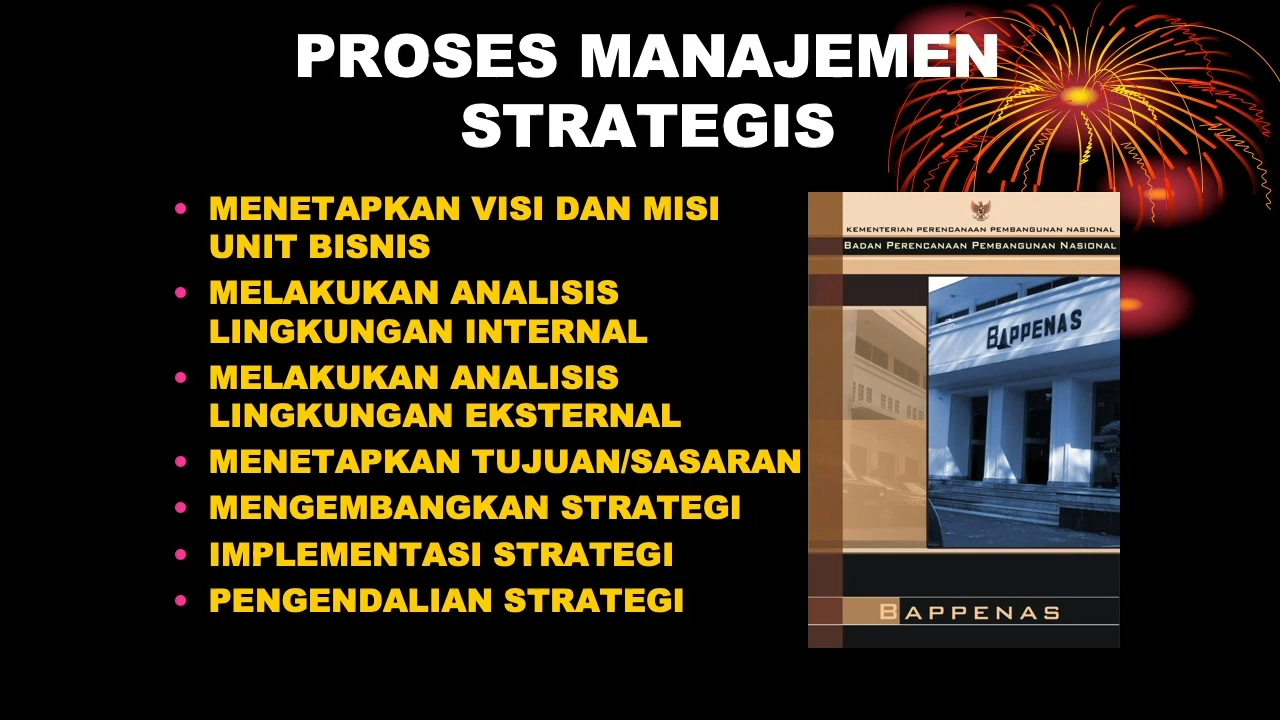 PROSES MANAJEMEN
STRATEGIS
• MENETAPKAN VISI DAN MISI
UNIT BISNIS
• MELAKUKAN ANALISIS
LINGKUNGAN INTERNAL
• MELAKUKAN ANALISIS
LINGKUNGAN EKSTERNAL
• MENETAPKAN TUJUAN/SASARAN
• MENGEMBANGKAN STRATEGI
• IMPLEMENTASI STRATEGI
• PENGENDALIAN STRATEGI
KEMENTERIAN PERENCANAAN PEMBANGUNAN NASIONAL
BADAN PERENCANAAN PEMBANGUNAN NASIONAL
BAPPENAS
BAPPENAS